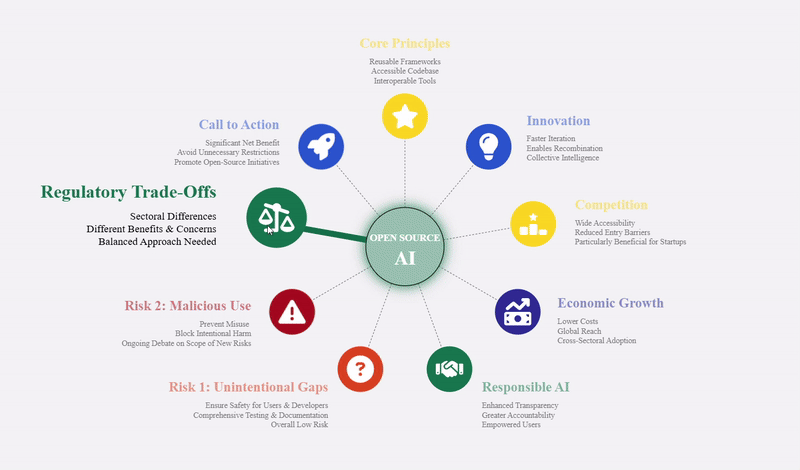 Core Principles
Reusable Frameworks
Accessible Codebase
Interoperable Tools
Innovation
Faster Iteration
Enables Recombination
Collective Intelligence
Competition
Wide Accessibility
Reduced Entry Barriers
Particularly Beneficial for Startups
Economic Growth
Lower Costs
Global Reach
Cross-Sectoral Adoption
Responsible AI
Enhanced Transparency
Greater Accountability
Empowered Users
Risk 1: Unintentional Gaps
Ensure Safety for Users & Developers
Comprehensive Testing & Documentation
Overall Low Risk
Risk 2: Malicious Use
Prevent Misuse
Block Intentional Harm
Ongoing Debate on Scope of New Risks
Regulatory Trade-Offs
Sectoral Differences
Different Benefits & Concerns
Balanced Approach Needed
Call to Action
Significant Net Benefit
Avoid Unnecessary Restrictions
Promote Open-Source Initiatives
OPEN SOURCE
AI
?